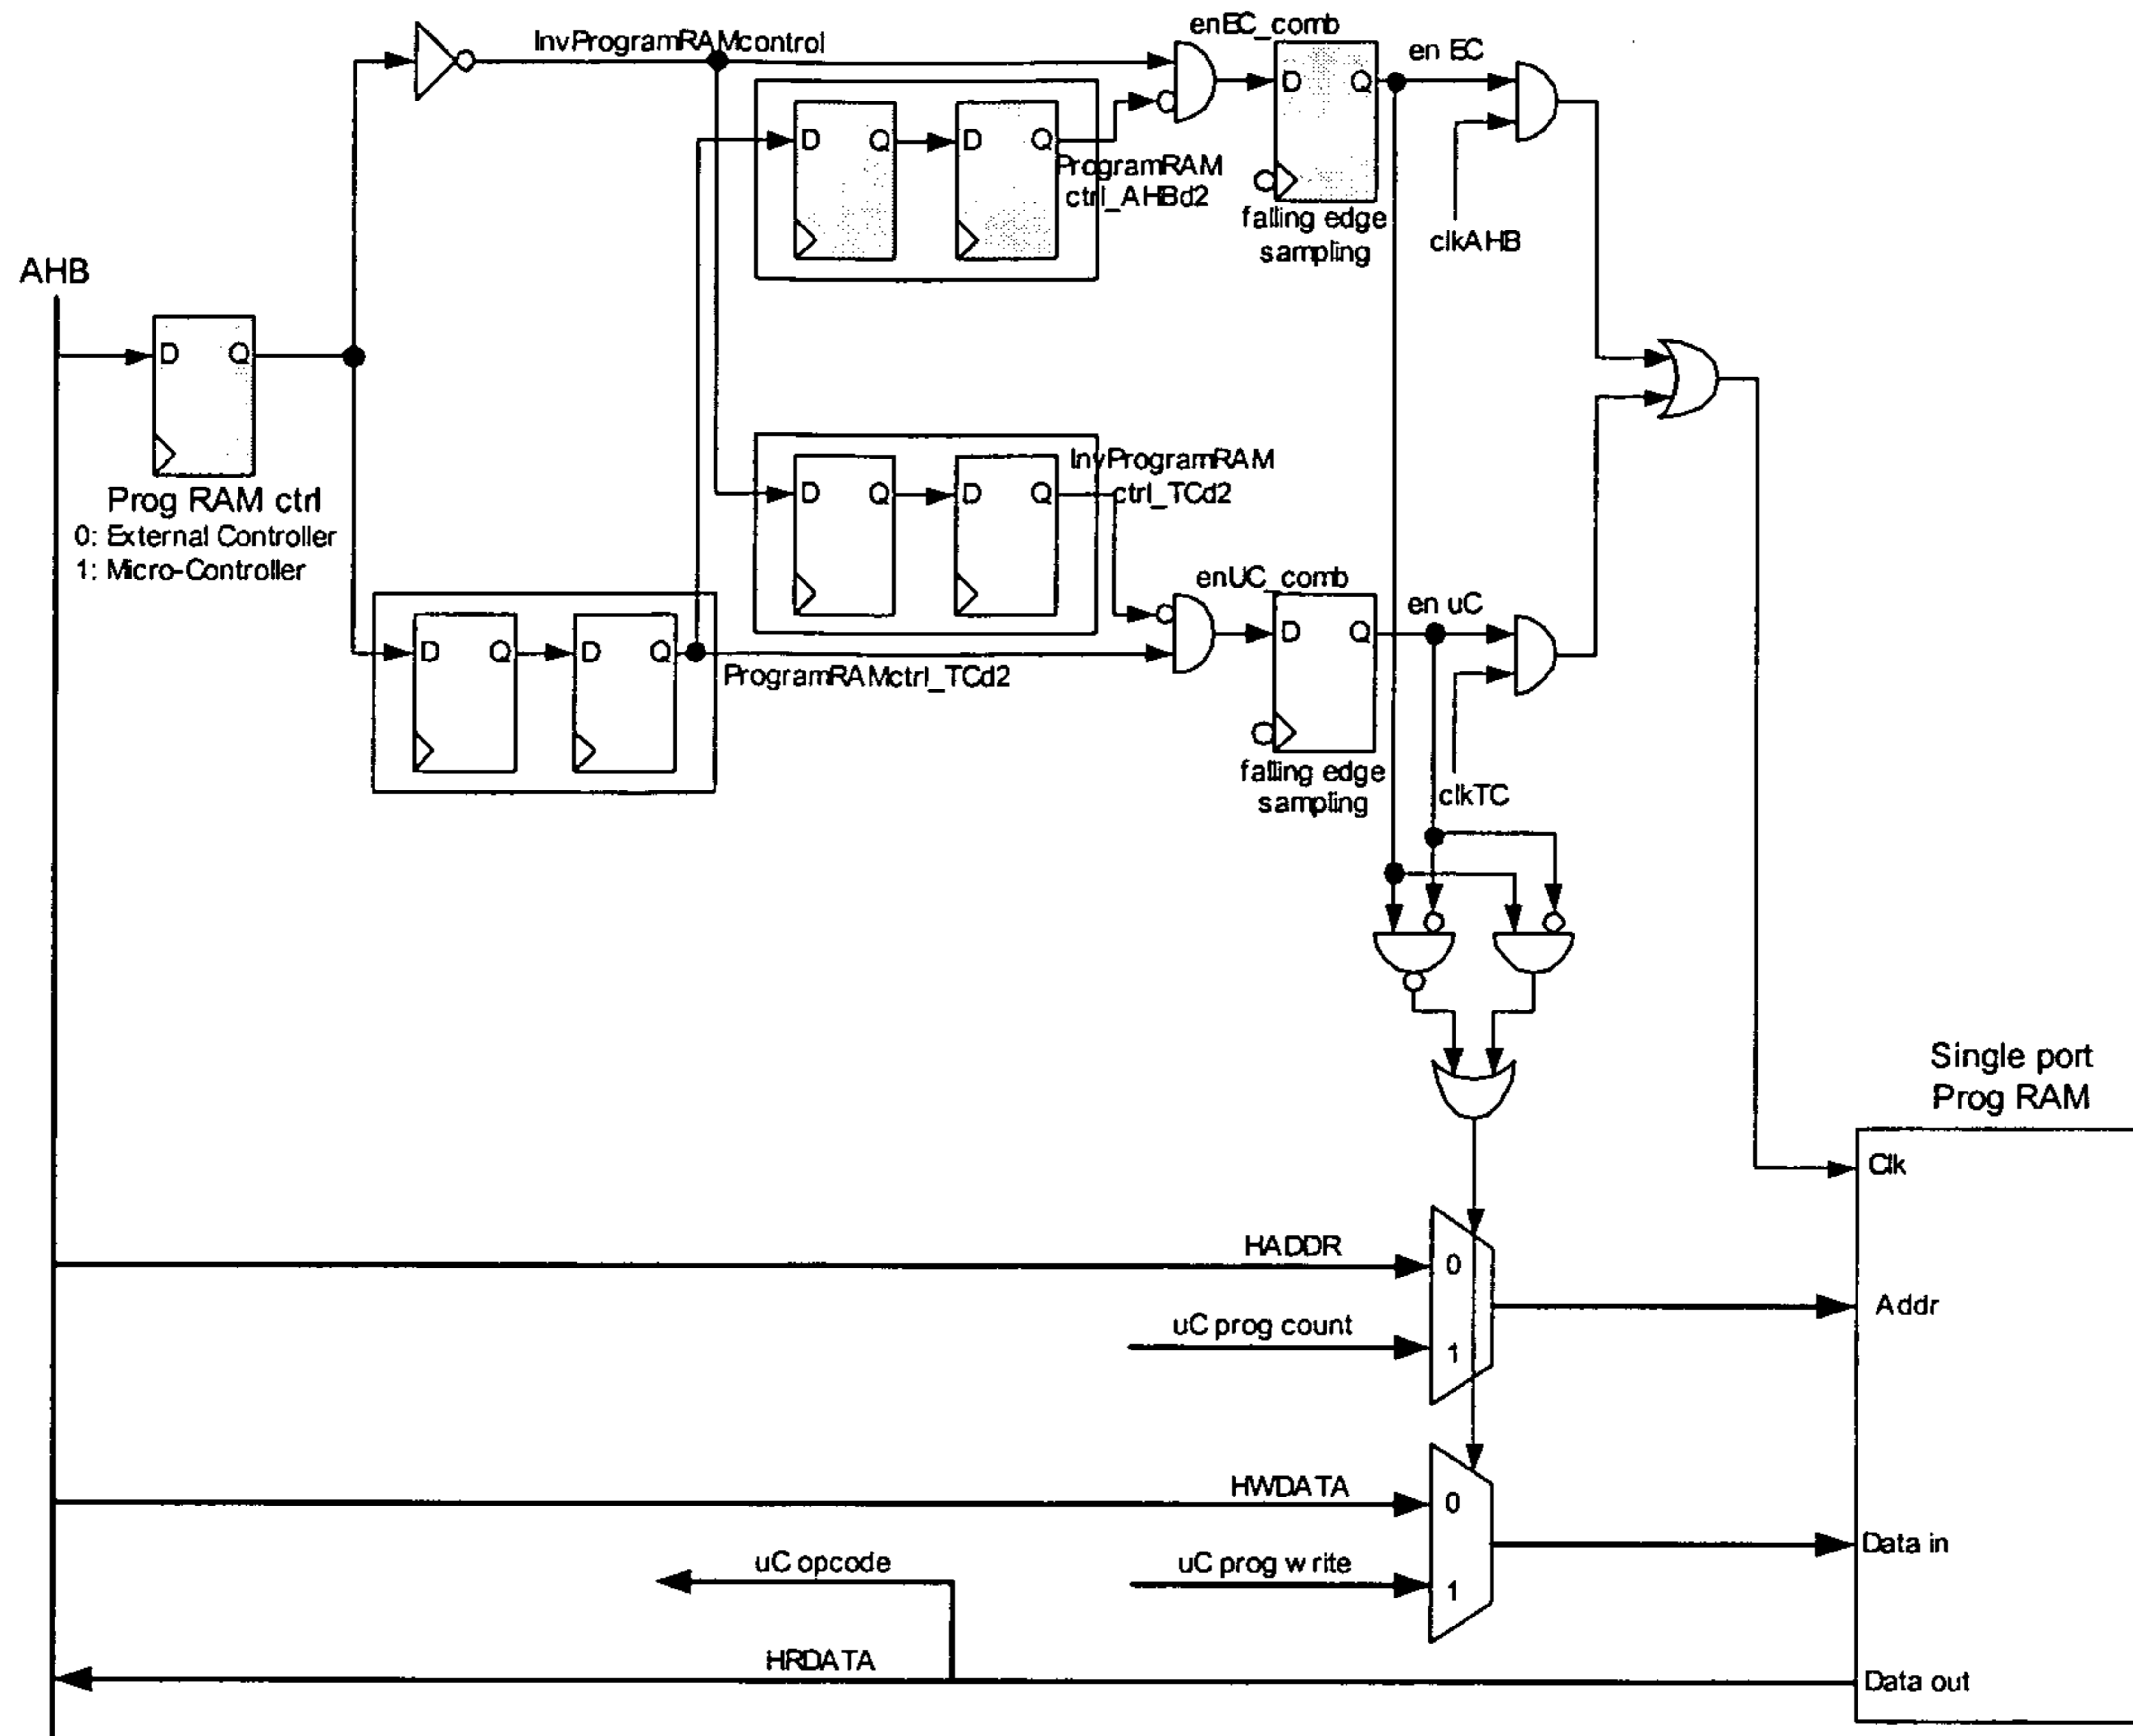 enEC_comb
InvProgramRAMcontrol
en EC
D Q
D Q
D Q
ProgramRAM
ctrl_AHBd2
falling edge
sampling
clkAHB
AHB
D Q
Prog RAM ctrl
0: External Controller
1: Micro-Controller
InvProgramRAM
ctrl_TCd2
D Q
D Q
enUC_comb
en uC
D Q
D Q
D Q
ProgramRAMctrl_TCd2
falling edge
sampling
clkTC
Single port
Prog RAM
Clk
HADDR
0
Addr
uC prog count
1
HWDATA
0
Data in
uC prog write
1
uC opcode
HRDATA
Data out